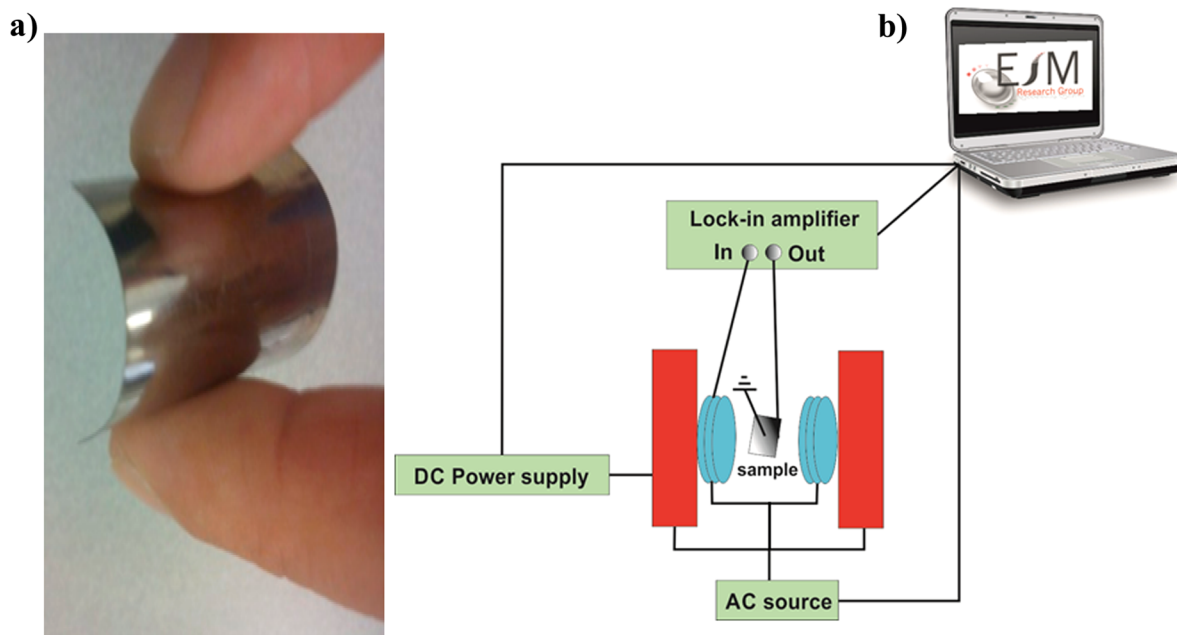 a)
b)
ESM
Research Group
Lock-in amplifier
In Out
sample
DC Power supply
AC source